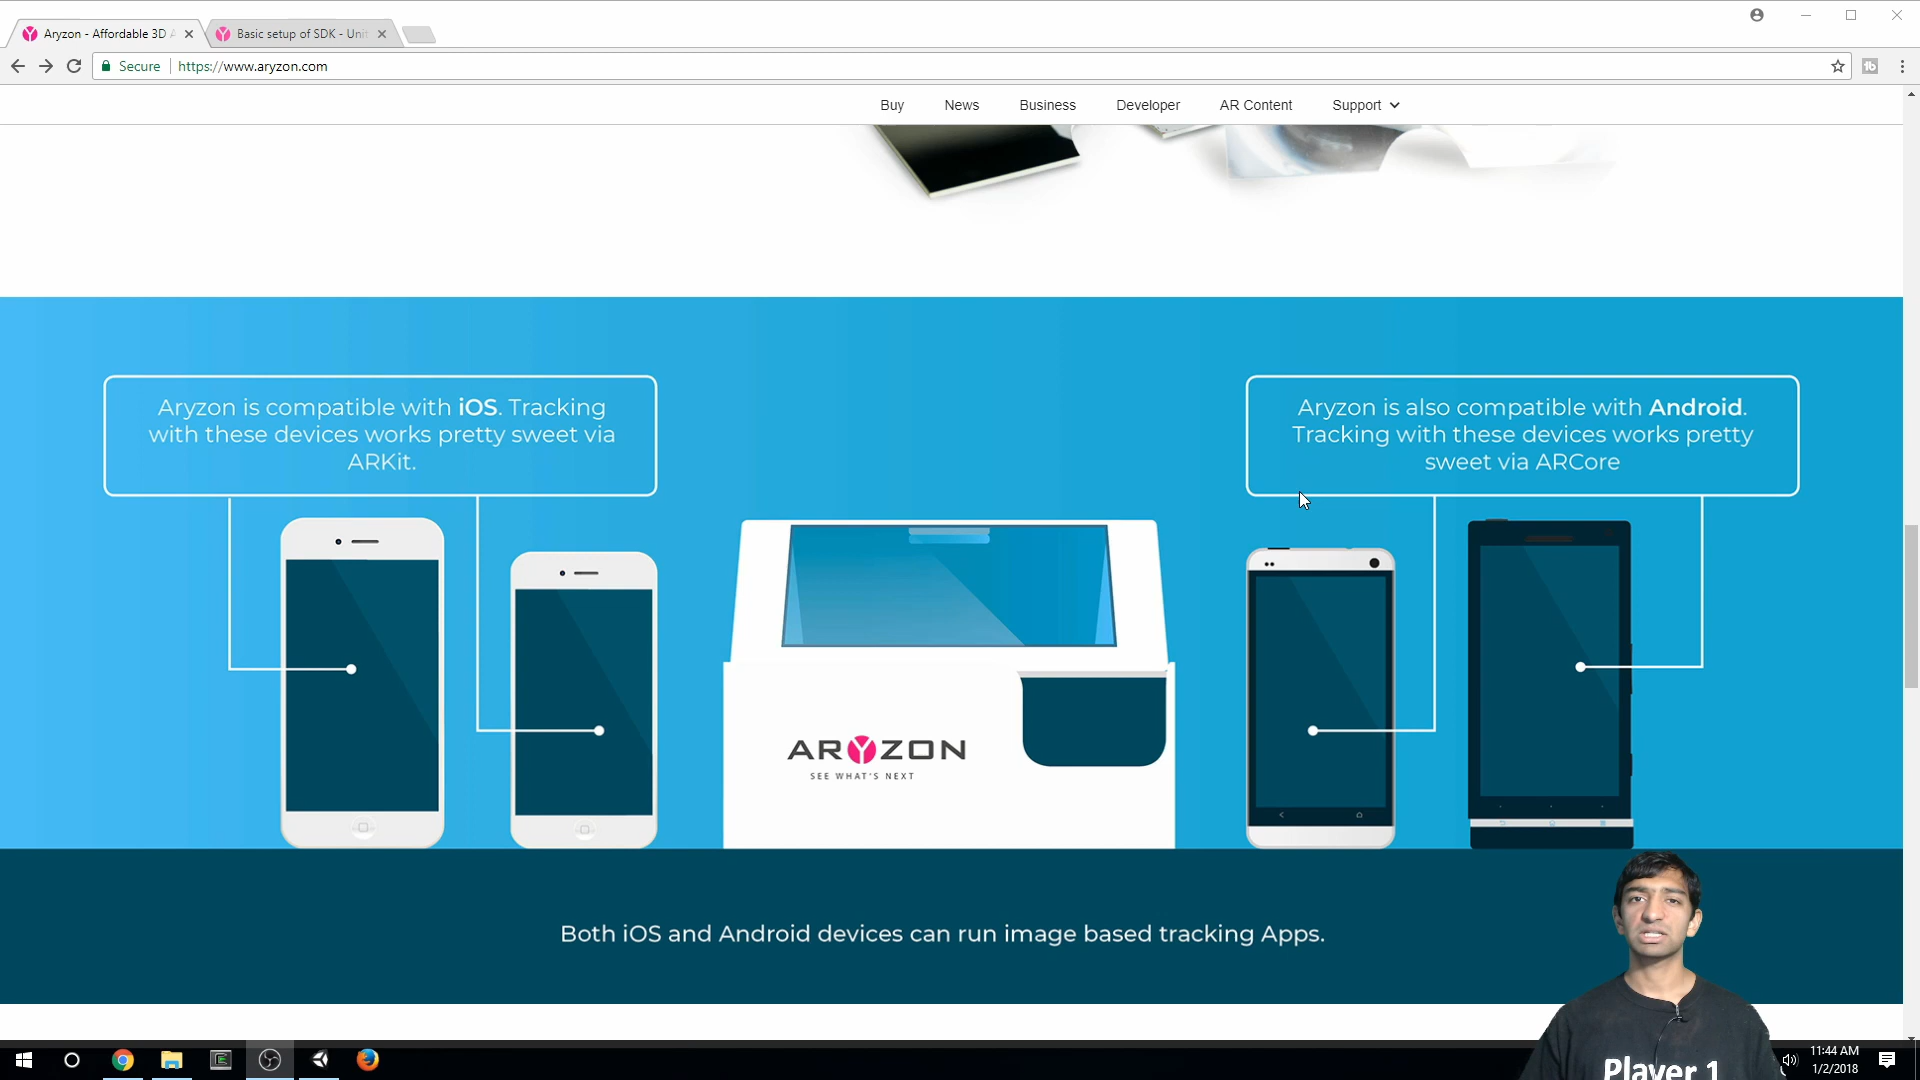 Aryzon - Affordable 3D A
Basic setup of SDK - Unit
Secure
https://www.aryzon.com
Buy
News
Business
Developer
AR Content
Support
Aryzon is compatible with iOS. Tracking
with these devices works pretty sweet via
ARKit.
Aryzon is also compatible with Android.
Tracking with these devices works pretty
sweet via ARCore
ARYZON
SEE WHAT'S NEXT
Both iOS and Android devices can run image based tracking Apps.
Player 1
11:44 AM
1/2/2018